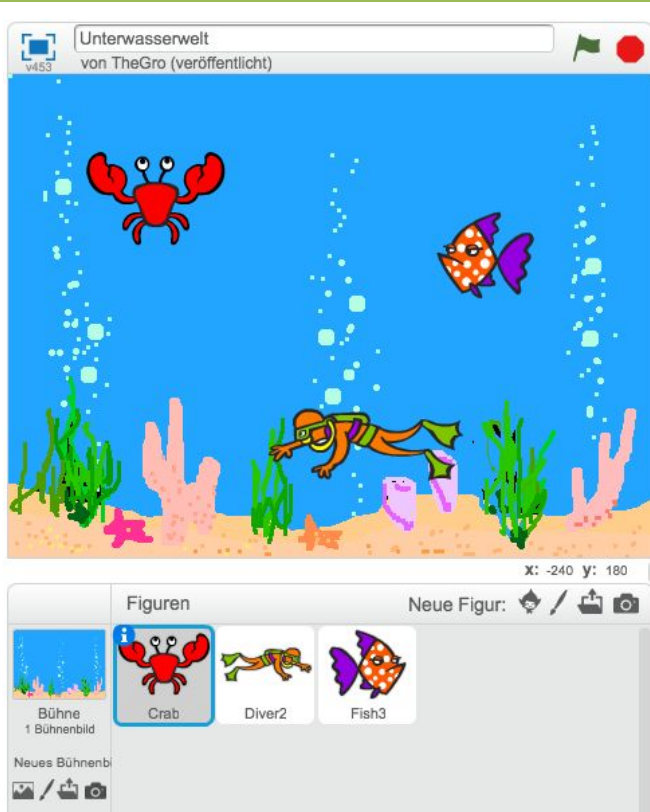 Unterwasserwelt
v453
von TheGro (veröffentlicht)
x: -240 y: 180
Figuren
Neue Figur:
Bühne
1 Bühnenbild
Neues Bühnenbi
i
Crab
Diver2
Fish3